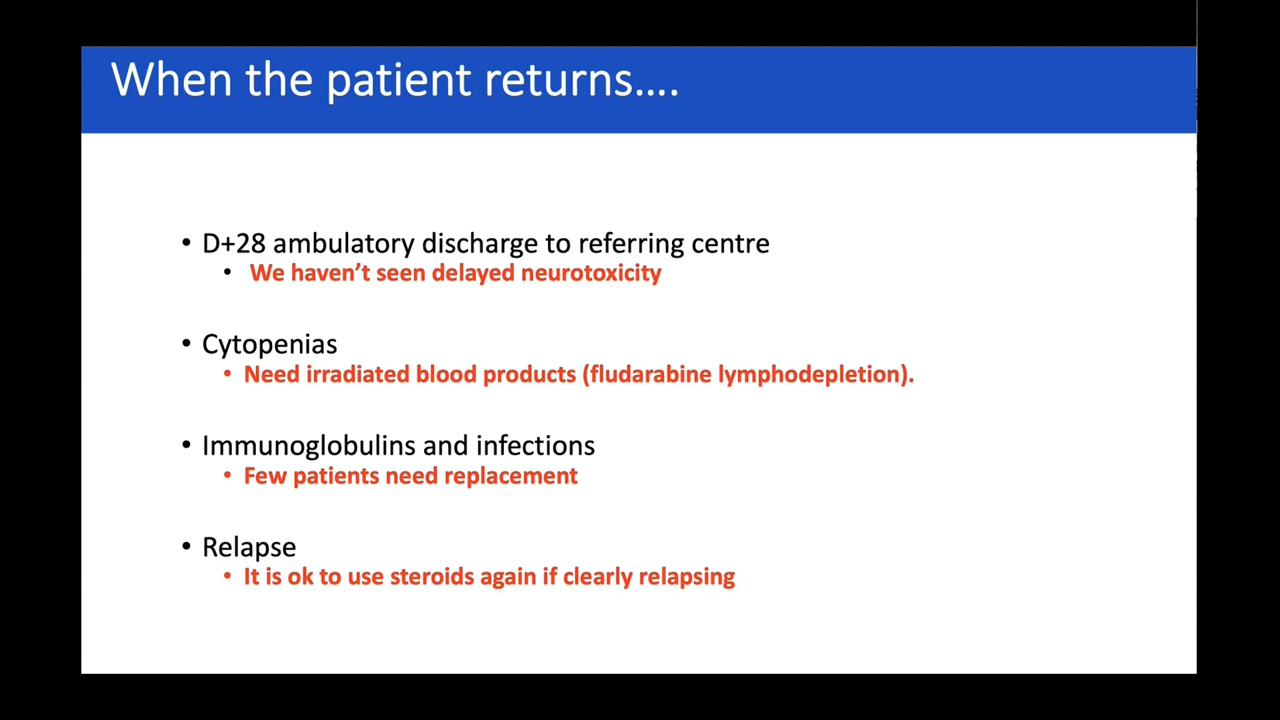 When the patient returns....
• D+28 ambulatory discharge to referring centre
• We haven’t seen delayed neurotoxicity
• Cytopenias
• Need irradiated blood products (fludarabine lymphodepletion).
• Immunoglobulins and infections
• Few patients need replacement
• Relapse
• It is ok to use steroids again if clearly relapsing